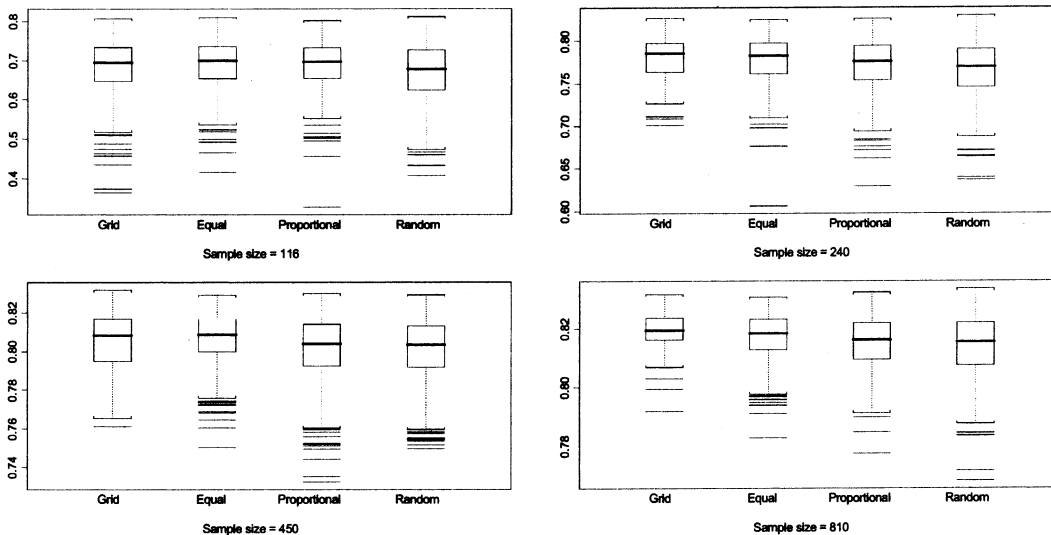 0.8
0.7
0.6
0.5
0.4
Grid Equal Proportional Random
Sample size = 116
0.80
0.75
0.70
0.65
0.60
Grid Equal Proportional Random
Sample size = 240
0.82
0.80
0.78
0.76
0.74
Grid Equal Proportional Random
Sample size = 450
0.82
0.80
0.78
Grid Equal Proportional Random
Sample size = 810